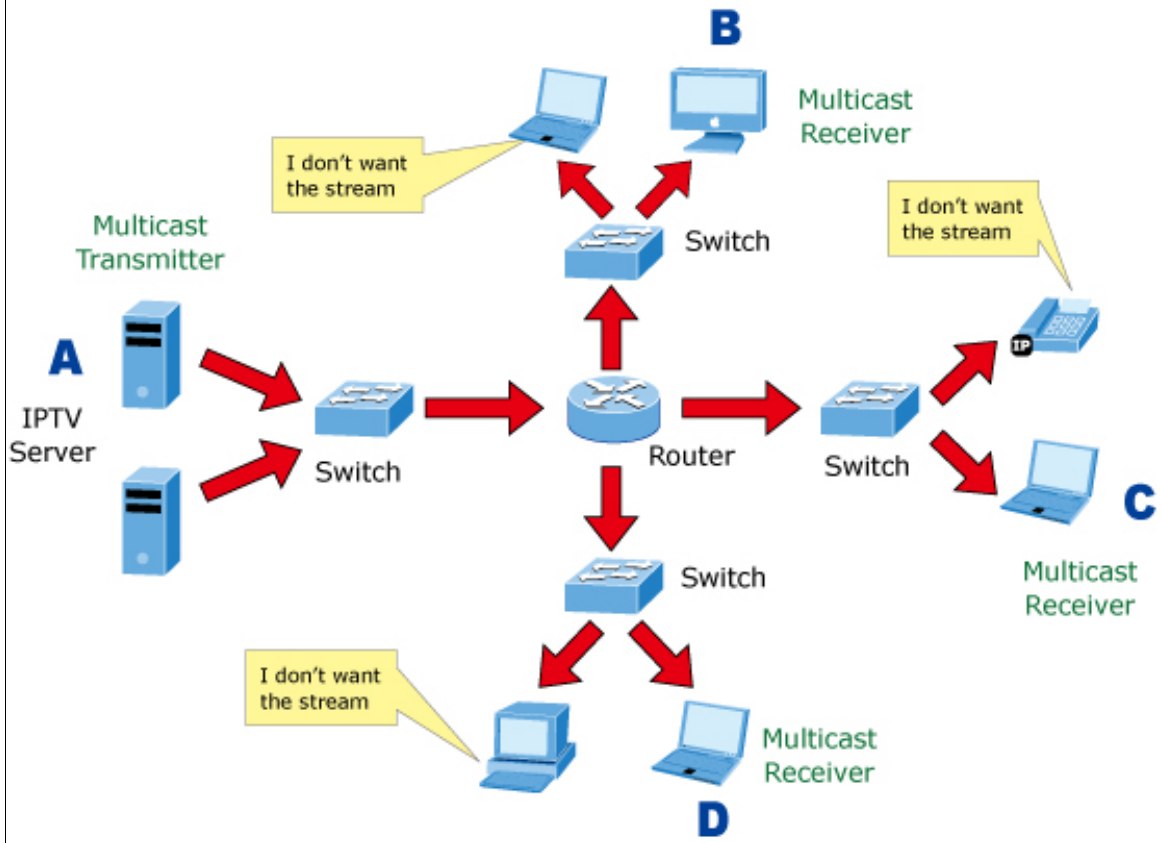 B
Multicast
Receiver
I don't want
the stream
Switch
I don't want
the stream
Multicast
Transmitter
A
IPTV
Server
Switch
Router
IP
Switch
C
Multicast
Receiver
Switch
I don't want
the stream
Multicast
Receiver
D